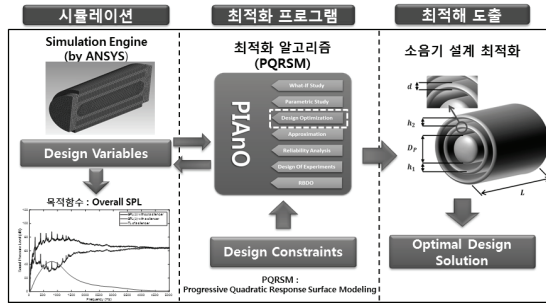 시뮬레이션
Simulation Engine
(by ANSYS)
Design Variables
목적함수 : Overall SPL
Frequency (Hz)
최적화 프로그램
최적화 알고리즘
(PQRSM)
PIAnO
What-if Study
Parametric Study
Design Optimization
Approximation
Reliability Analysis
Design Of Experiments
RBDO
Design Constraints
PQRSM :
Progressive Quadratic Response Surface Modeling
최적해 도출
소음기 설계 최적화
d
h2
DP
h1
L
Optimal Design
Solution